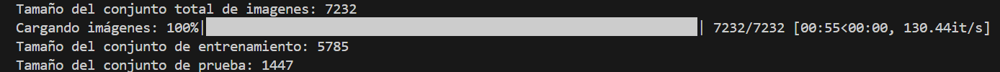 Tamaño del conjunto total de imagenes: 7232
Cargando imágenes: 100%|| 7232/7232 [00:55<00:00, 130.44it/s]
Tamaño del conjunto de entrenamiento: 5785
Tamaño del conjunto de prueba: 1447